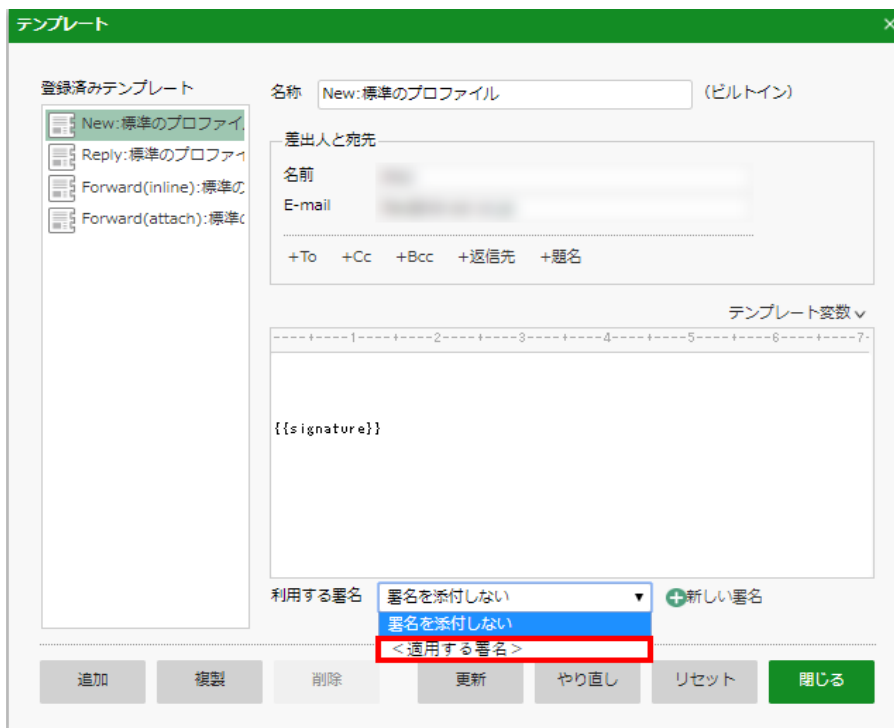 テンプレート ×
登録済みテンプレート
New:標準のプロファイ
Reply:標準のプロファイ
Forward(inline):標準の
Forward(attach):標準
名称 New:標準のプロファイル （ビルトイン）
差出人と宛先
名前
E-mail
+To +Cc +Bcc +返信先 +題名
テンプレート変数
----+----1----+----2----+----3----+----4----+----5----+----6----+----7-
{{signature}}
利用する署名 署名を添付しない ▼ 新しい署名
署名を添付しない
＜適用する署名＞
追加 複製 削除 更新 やり直し リセット 閉じる